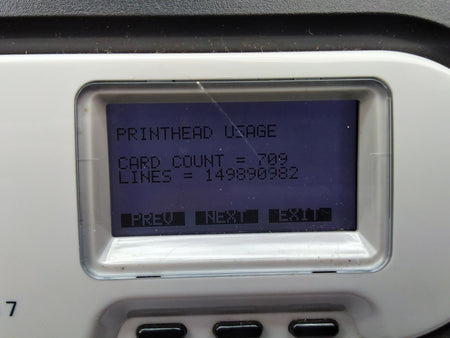 PRINTHEAD USAGE
CARD COUNT = 709
LINES = 149890982
PREV NEXT EXIT
7